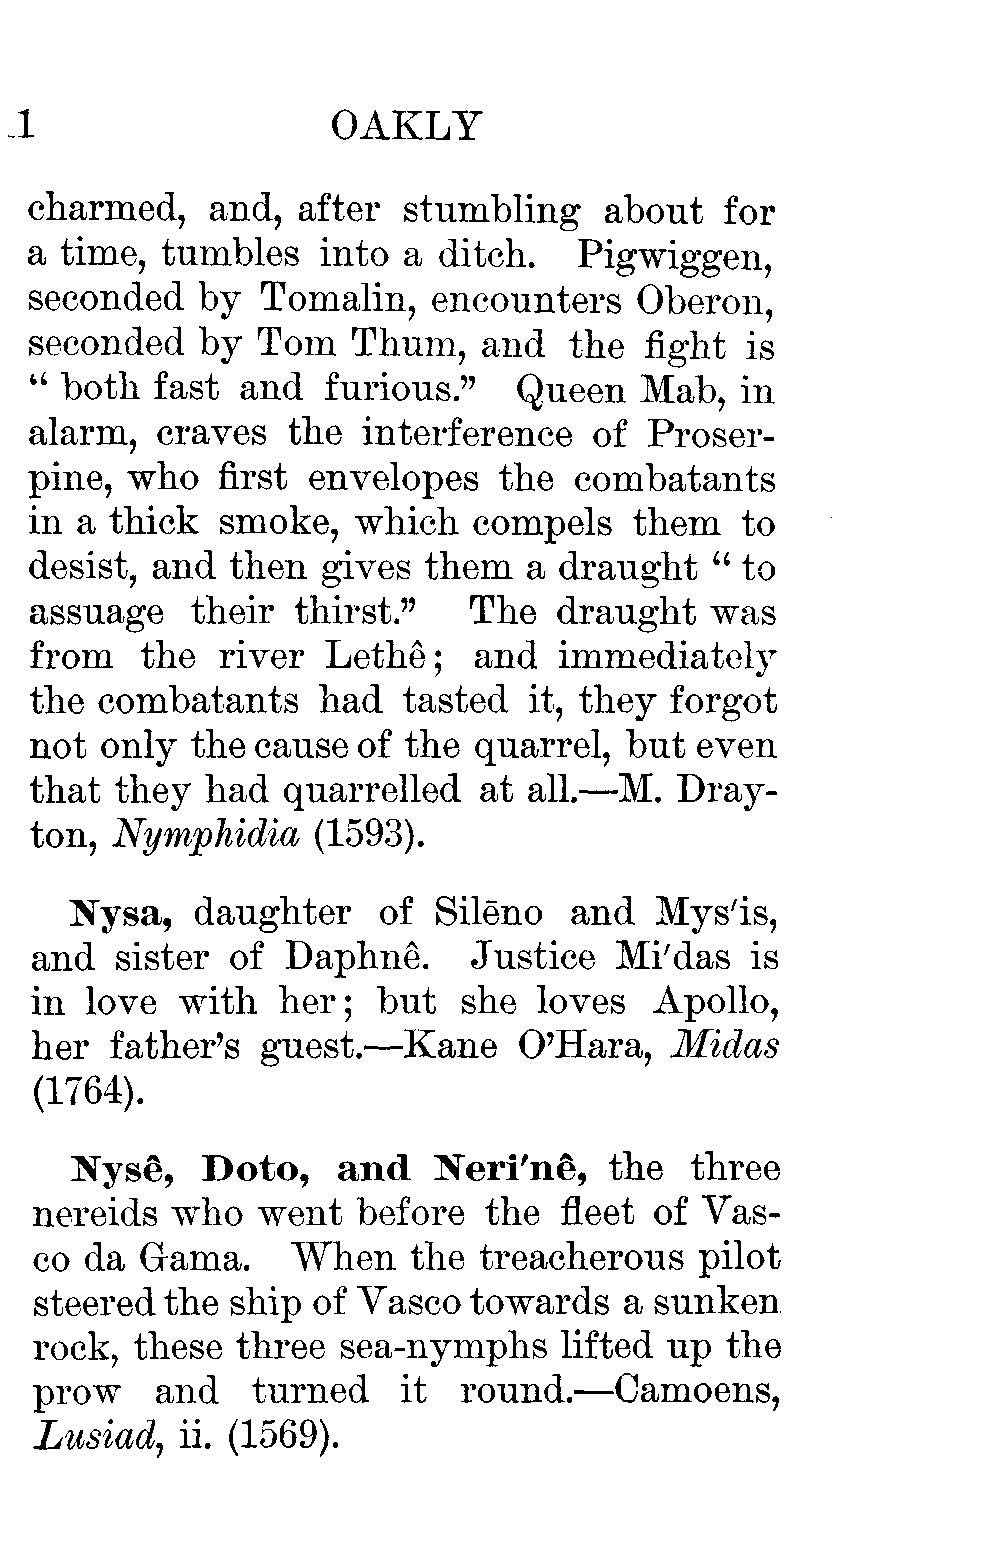 1 OAKLY
charmed, and, after stumbling about for
a time, tumbles into a ditch. Pigwiggen,
seconded by Tomalin, encounters Oberon,
seconded by Tom Thum, and the fight is
“ both fast and furious.” Queen Mab, in
alarm, craves the interference of Proser-
pine, who first envelopes the combatants
in a thick smoke, which compels them to
desist, and then gives them a draught “ to
assuage their thirst.” The draught was
from the river Lethê; and immediately
the combatants had tasted it, they forgot
not only the cause of the quarrel, but even
that they had quarrelled at all.—M. Dray-
ton, Nymphidia (1593).
Nysa, daughter of Silēno and Mys′is,
and sister of Daphnê. Justice Mi′das is
in love with her; but she loves Apollo,
her father’s guest.—Kane O’Hara, Midas
(1764).
Nysê, Doto, and Neri′nê, the three
nereids who went before the fleet of Vas-
co da Gama. When the treacherous pilot
steered the ship of Vasco towards a sunken
rock, these three sea-nymphs lifted up the
prow and turned it round.—Camoens,
Lusiad, ii. (1569).